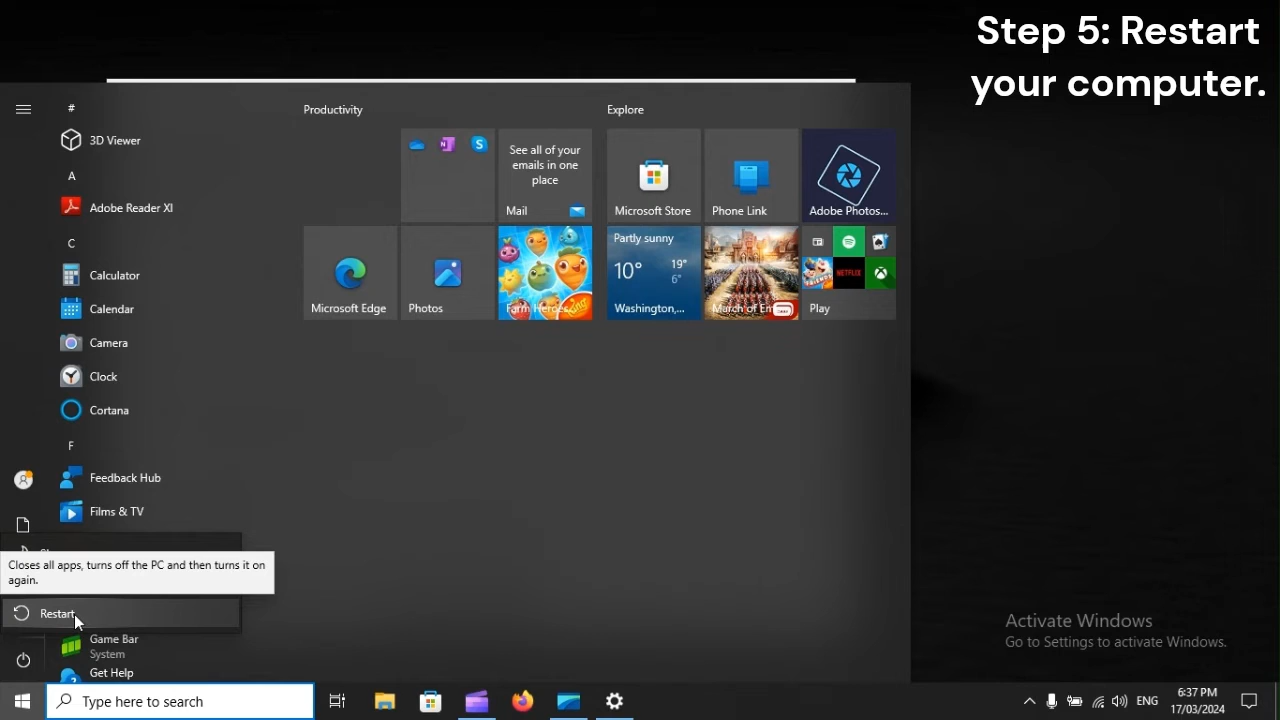 Step 5: Restart
your computer.
#
3D Viewer
A
Adobe Reader XI
C
Calculator
Calendar
Camera
Clock
Cortana
F
Feedback Hub
Films & TV
Closes all apps, turns off the PC and then turns it on
again.
Restart
Game Bar
System
Get Help
Productivity
See all of your
emails in one
place
Mail
Microsoft Edge
Photos
Explore
Microsoft Store
Phone Link
Adobe Photos...
Partly sunny
10°
19°
6°
Washington,...
NETFLIX
Play
Activate Windows
Go to Settings to activate Windows.
Type here to search
ENG
6:37 PM
17/03/2024